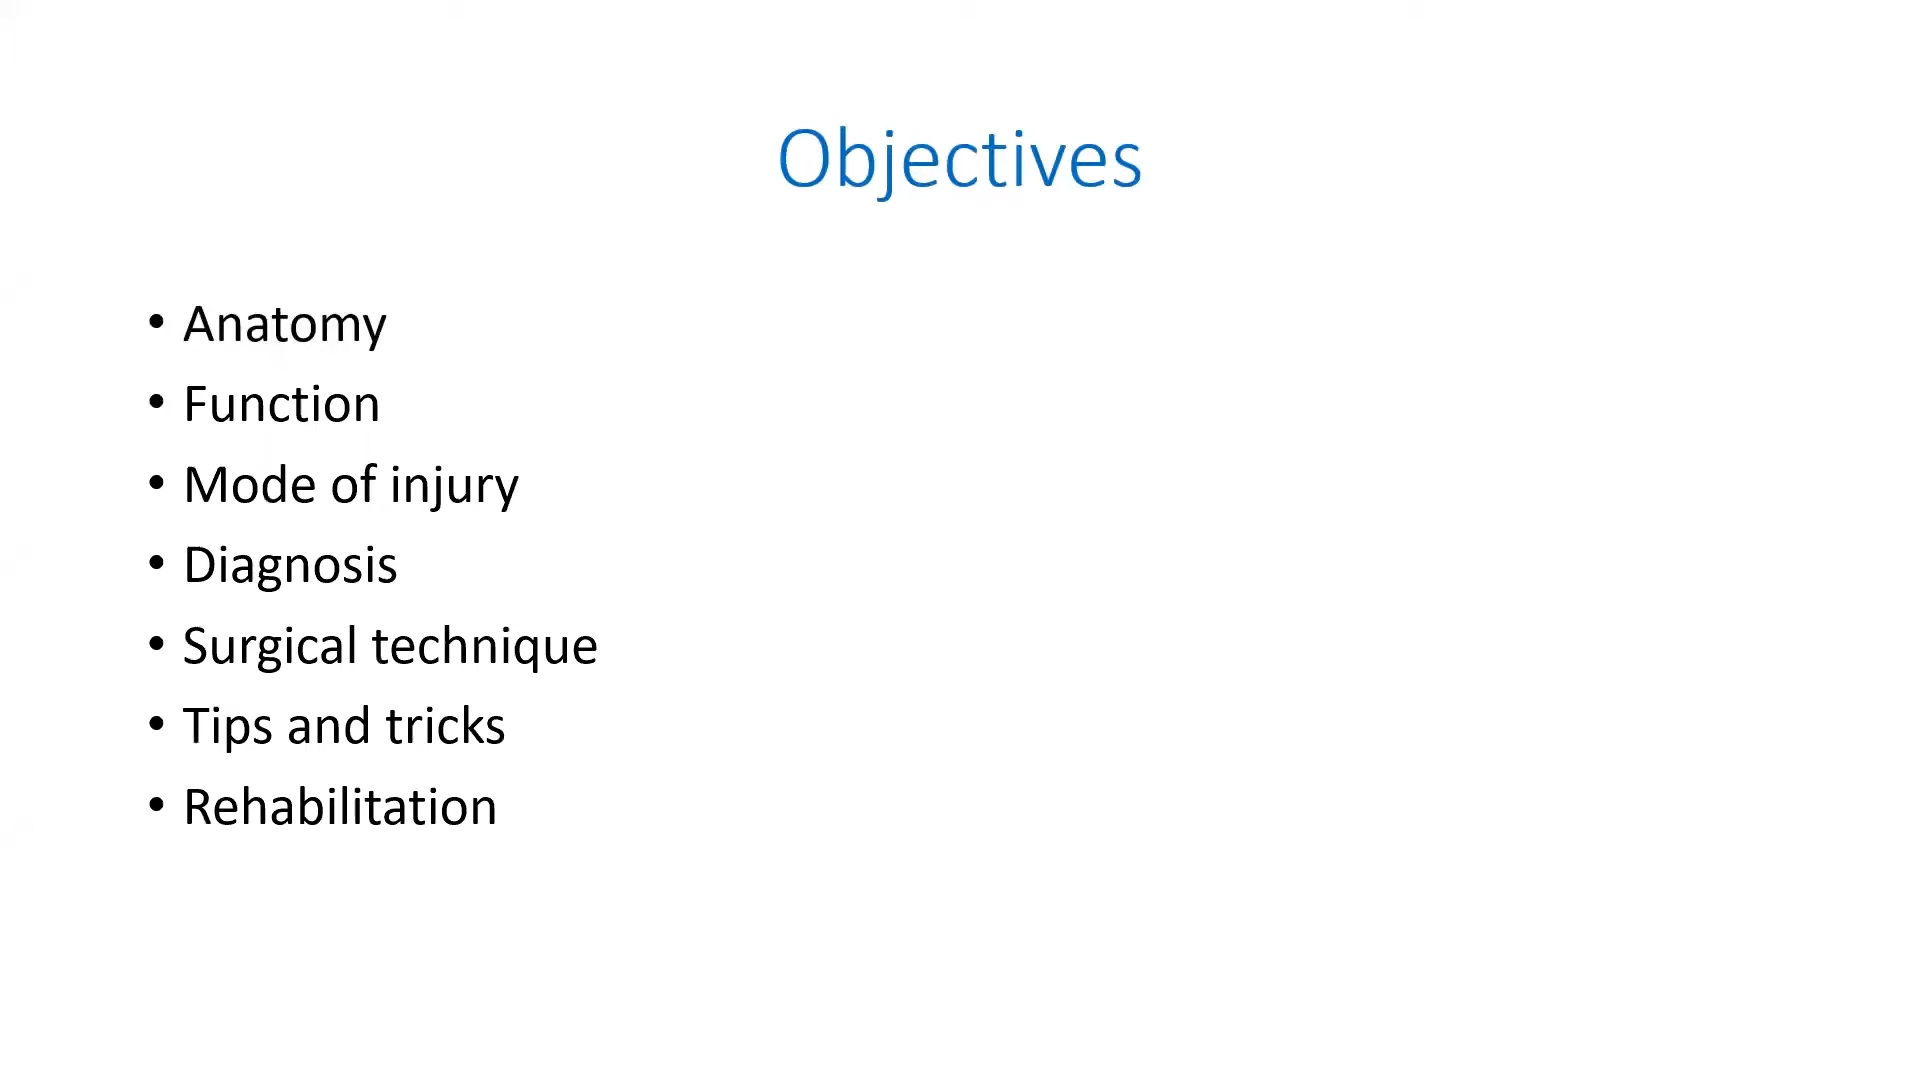 Objectives
• Anatomy
• Function
• Mode of injury
• Diagnosis
• Surgical technique
• Tips and tricks
• Rehabilitation